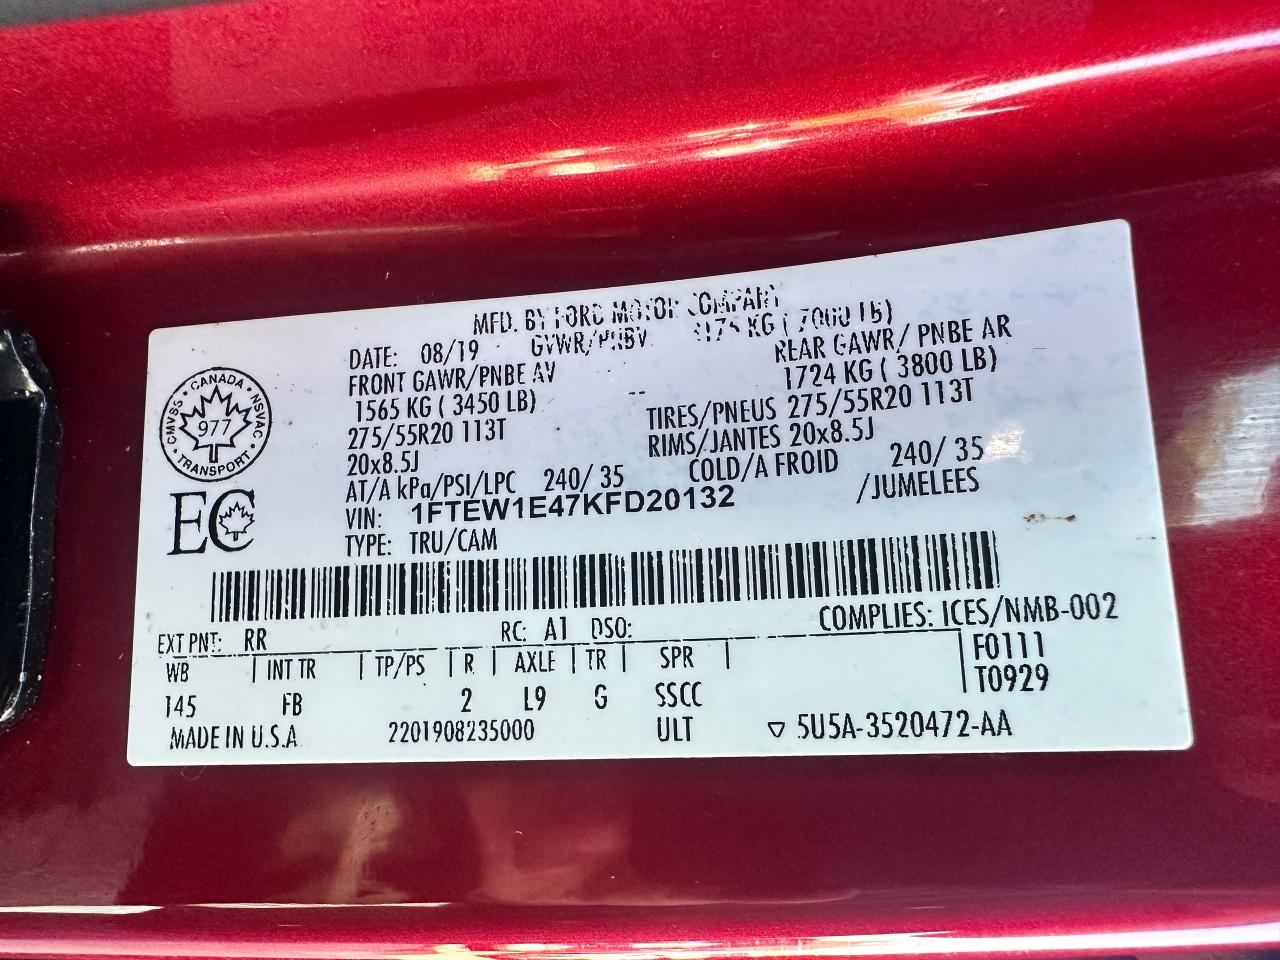 MFD. BY FORD MOTOR COMPANY
DATE: 08/19 GVWR/PNBV: 3175 KG ( 7000 LB)
FRONT GAWR/PNBE AV REAR GAWR/ PNBE AR
1565 KG ( 3450 LB) 1724 KG ( 3800 LB)
275/55R20 113T TIRES/PNEUS 275/55R20 113T
20x8.5J RIMS/JANTES 20x8.5J
AT/A kPa/PSI/LPC 240/ 35 COLD/A FROID 240/ 35
VIN: 1FTEW1E47KFD20132 /JUMELEES
TYPE: TRU/CAM
CANADA
CMVSS 977 NSVAC
TRANSPORT
EC
COMPLIES: ICES/NMB-002
EXT PNT: RR RC: A1 DSO:
F0111
WB INT TR TP/PS R AXLE TR SPR
T0929
145 FB 2 L9 G SSCC
MADE IN U.S.A 2201908235000 ULT ▽ 5U5A-3520472-AA